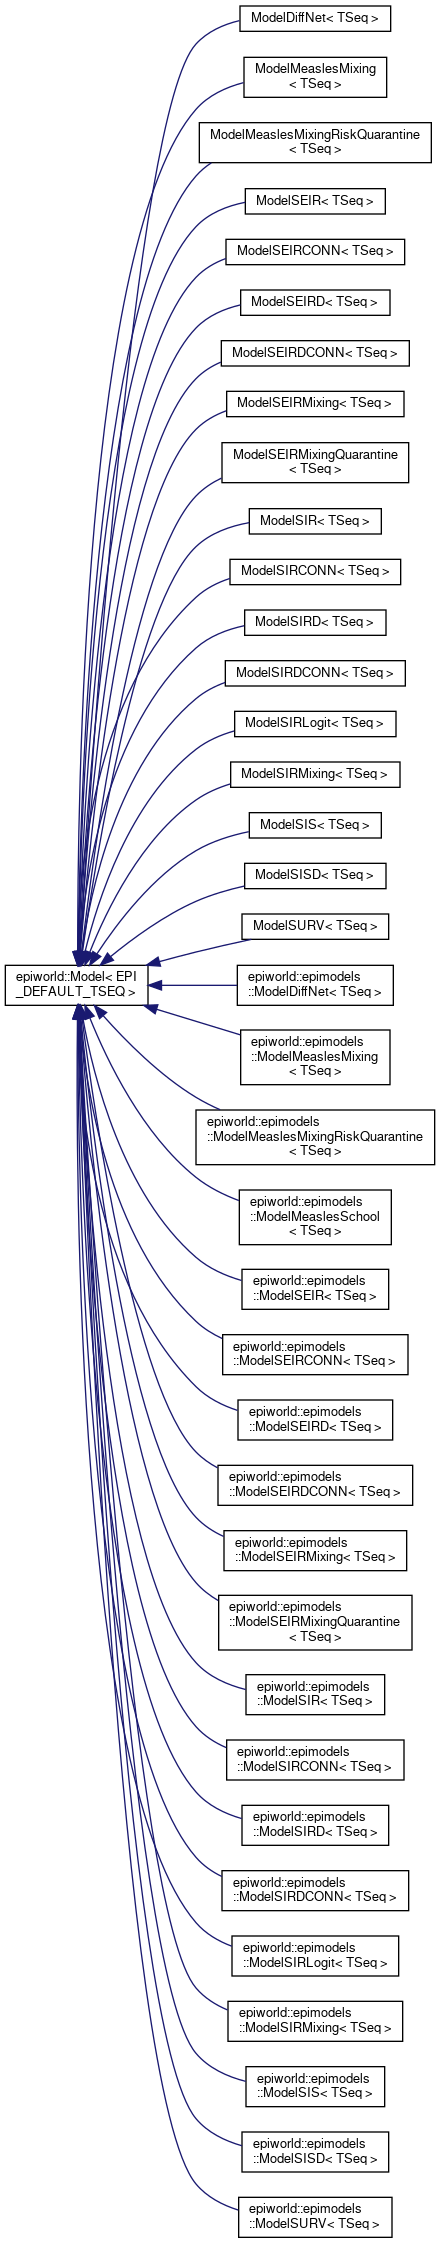 ModelDiffNet< TSeq >
ModelMeaslesMixing
< TSeq >
ModelMeaslesMixingRiskQuarantine
< TSeq >
ModelSEIR< TSeq >
ModelSEIRCONN< TSeq >
ModelSEIRD< TSeq >
ModelSEIRDCONN< TSeq >
ModelSEIRMixing< TSeq >
ModelSEIRMixingQuarantine
< TSeq >
ModelSIR< TSeq >
ModelSIRCONN< TSeq >
ModelSIRD< TSeq >
ModelSIRDCONN< TSeq >
ModelSIRLogit< TSeq >
ModelSIRMixing< TSeq >
ModelSIS< TSeq >
ModelSISD< TSeq >
ModelSURV< TSeq >
epiworld::Model< EPI
_DEFAULT_TSEQ >
epiworld::epimodels
::ModelDiffNet< TSeq >
epiworld::epimodels
::ModelMeaslesMixing
< TSeq >
epiworld::epimodels
::ModelMeaslesMixingRiskQuarantine
< TSeq >
epiworld::epimodels
::ModelMeaslesSchool
< TSeq >
epiworld::epimodels
::ModelSEIR< TSeq >
epiworld::epimodels
::ModelSEIRCONN< TSeq >
epiworld::epimodels
::ModelSEIRD< TSeq >
epiworld::epimodels
::ModelSEIRDCONN< TSeq >
epiworld::epimodels
::ModelSEIRMixing< TSeq >
epiworld::epimodels
::ModelSEIRMixingQuarantine
< TSeq >
epiworld::epimodels
::ModelSIR< TSeq >
epiworld::epimodels
::ModelSIRCONN< TSeq >
epiworld::epimodels
::ModelSIRD< TSeq >
epiworld::epimodels
::ModelSIRDCONN< TSeq >
epiworld::epimodels
::ModelSIRLogit< TSeq >
epiworld::epimodels
::ModelSIRMixing< TSeq >
epiworld::epimodels
::ModelSIS< TSeq >
epiworld::epimodels
::ModelSISD< TSeq >
epiworld::epimodels
::ModelSURV< TSeq >